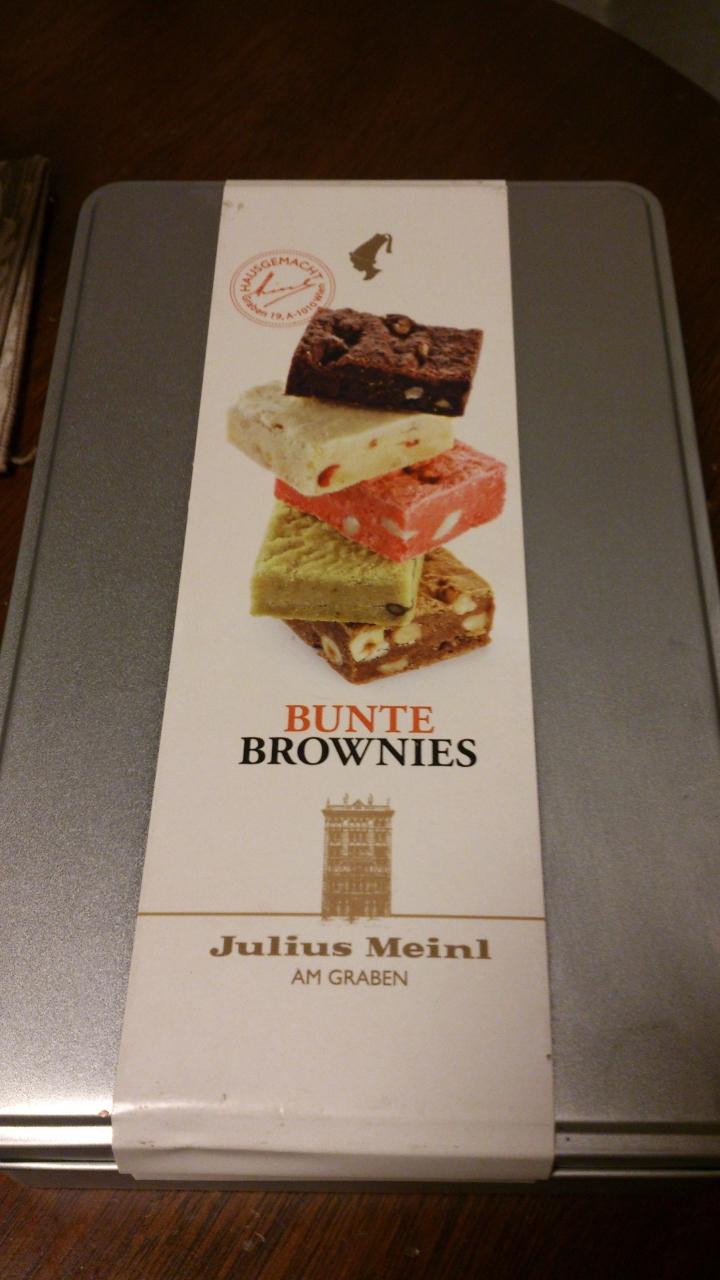 HAUSGEMACHT
Graben 19, A-1010 Wien
BUNTE
BROWNIES
Julius Meinl
AM GRABEN